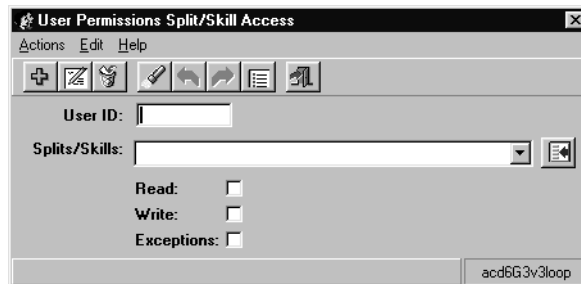 User Permissions Split/Skill Access
Actions Edit Help
User ID:
Splits/Skills:
Read:
Write:
Exceptions:
acd6G3v3loop